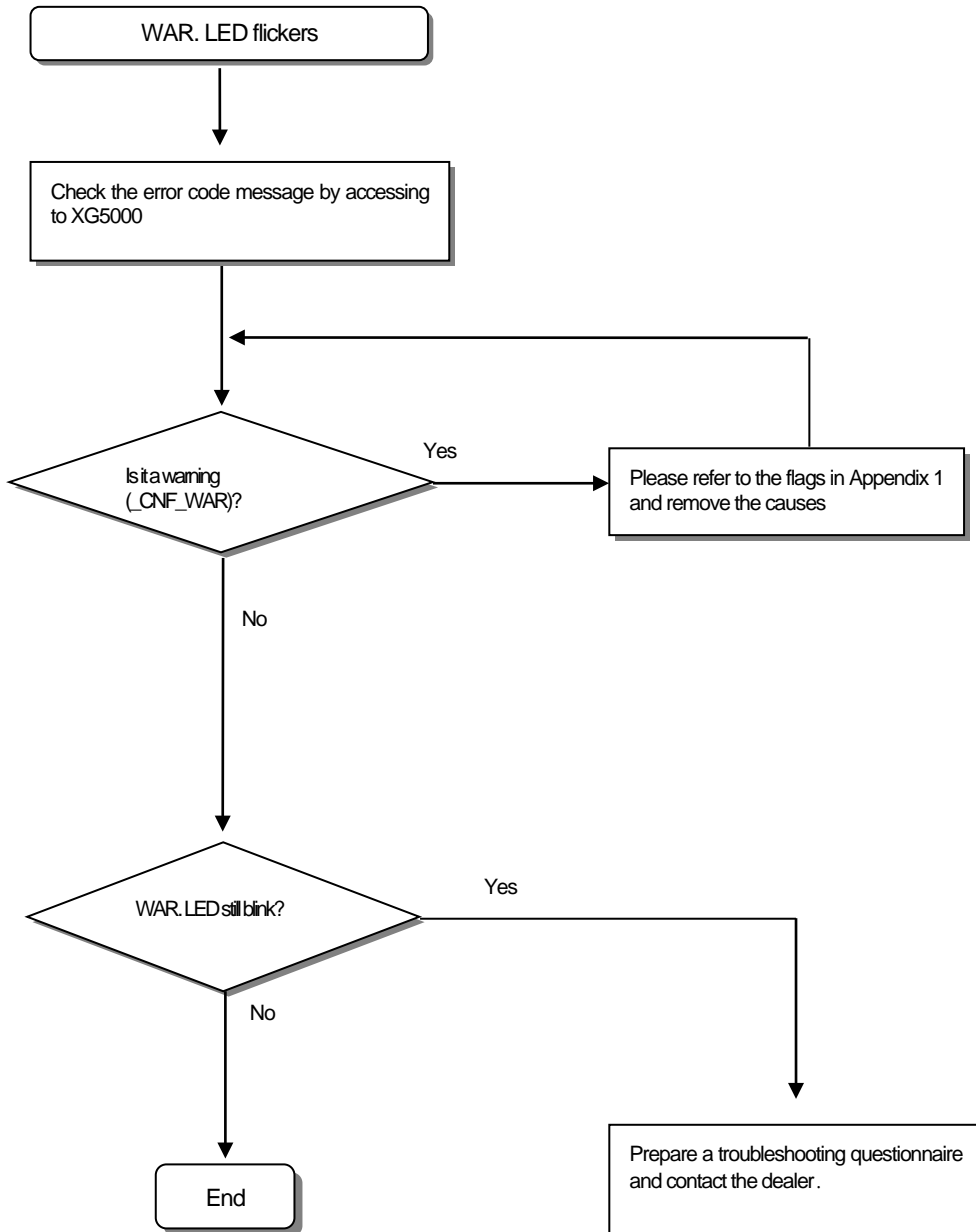 WAR. LED flickers
Check the error code message by accessing
to XG5000
Is it a warning
(_CNF_WAR)?
Yes
Please refer to the flags in Appendix 1
and remove the causes
No
WAR. LED still blink?
Yes
No
End
Prepare a troubleshooting questionnaire
and contact the dealer.